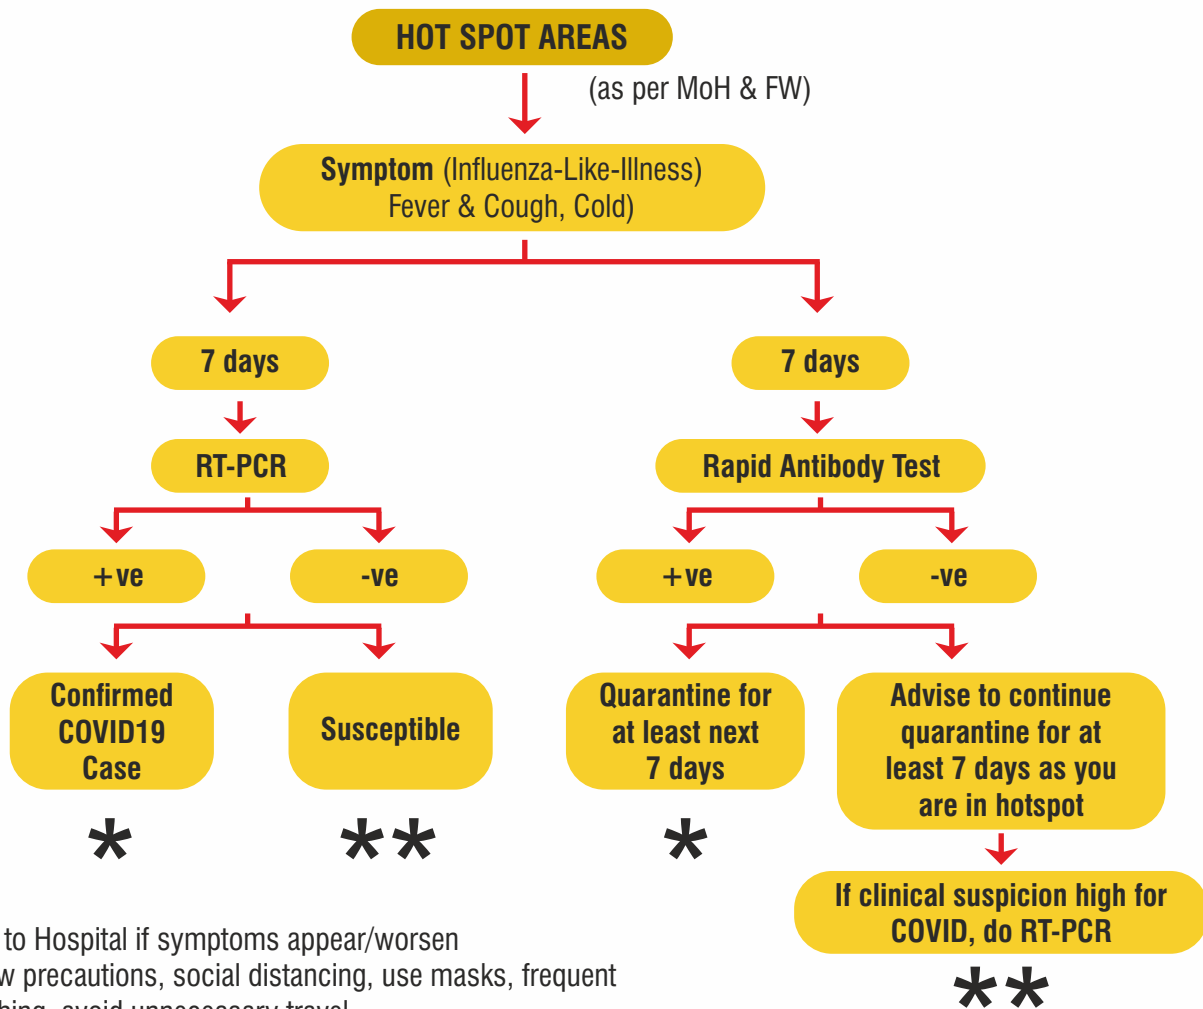 HOT SPOT AREAS
(as per MoH & FW)
Symptom (Influenza-Like-Illness)
Fever & Cough, Cold)
7 days
7 days
RT-PCR
Rapid Antibody Test
+ve
-ve
+ve
-ve
Confirmed
COVID19
Case
Susceptible
Quarantine for
at least next
7 days
Advise to continue
quarantine for at
least 7 days as you
are in hotspot
*
**
*
If clinical suspicion high for
COVID, do RT-PCR
**
to Hospital if symptoms appear/worsen
precautions, social distancing, use masks, frequent
avoid unnecessary travel